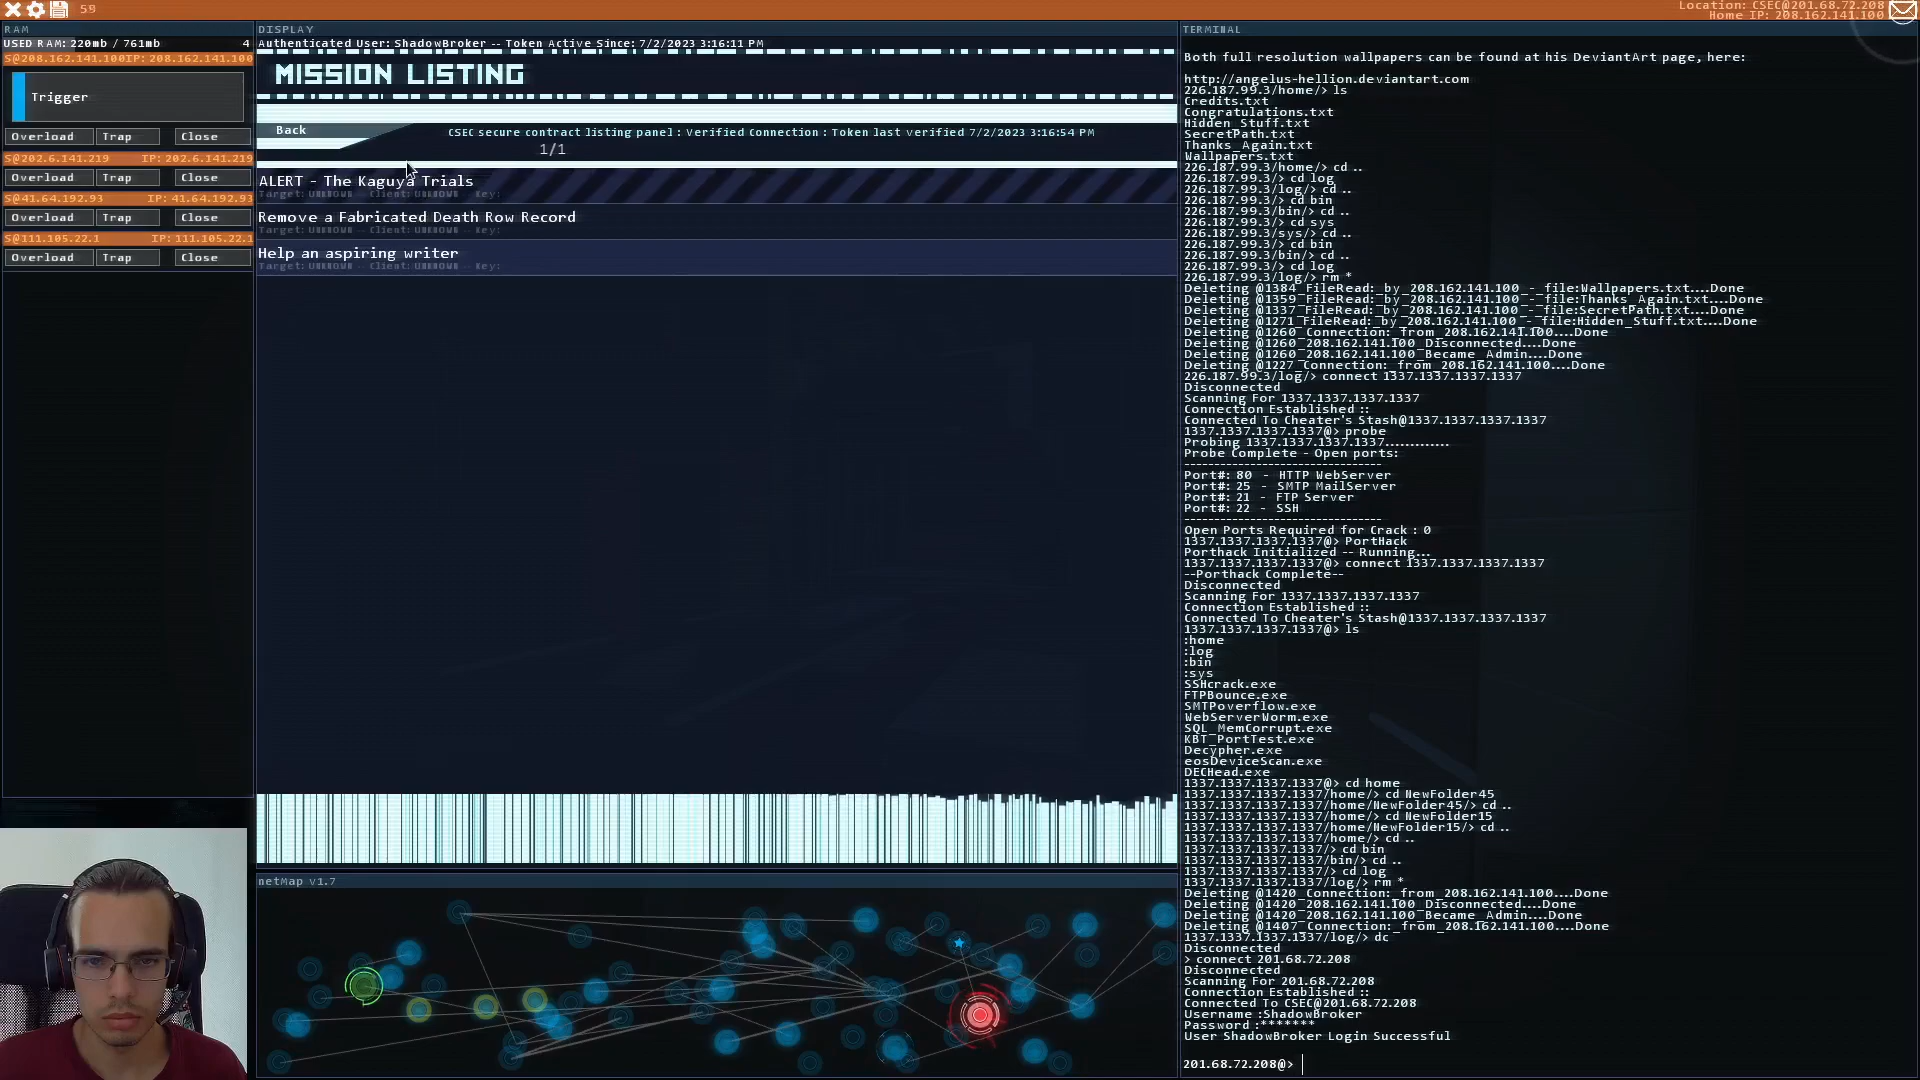 59
Location: CSEC@201.68.72.208
Home IP: 208.162.141.100
RAM
USED RAM: 220mb / 761mb 4
S@208.162.141.100 IP: 208.162.141.100
Trigger
Overload Trap Close
S@202.6.141.219 IP: 202.6.141.219
Overload Trap Close
S@41.64.192.93 IP: 41.64.192.93
Overload Trap Close
S@111.105.22.1 IP: 111.105.22.1
Overload Trap Close
DISPLAY
Authenticated User: ShadowBroker -- Token Active Since: 7/2/2023 3:16:11 PM
MISSION LISTING
Back
CSEC secure contract listing panel : Verified Connection : Token last verified 7/2/2023 3:16:54 PM
1/1
ALERT - The Kaguya Trials
Target: UNKNOWN - Client: UNKNOWN - Key:
Remove a Fabricated Death Row Record
Target: UNKNOWN - Client: UNKNOWN - Key:
Help an aspiring writer
Target: UNKNOWN - Client: UNKNOWN - Key:
netMap v1.7
TERMINAL
Both full resolution wallpapers can be found at his DeviantArt page, here:
http://angelus-hellion.deviantart.com
226.187.99.3/home/> ls
Credits.txt
Congratulations.txt
Hidden_Stuff.txt
SecretPath.txt
Thanks_Again.txt
Wallpapers.txt
226.187.99.3/home/> cd ..
226.187.99.3/> cd log
226.187.99.3/log/> cd ..
226.187.99.3/> cd bin
226.187.99.3/bin/> cd ..
226.187.99.3/> cd sys
226.187.99.3/sys/> cd ..
226.187.99.3/> cd bin
226.187.99.3/bin/> cd ..
226.187.99.3/> cd log
226.187.99.3/log/> rm *
Deleting @1384_FileRead:_by_208.162.141.100_-_file:Wallpapers.txt....Done
Deleting @1359_FileRead:_by_208.162.141.100_-_file:Thanks_Again.txt....Done
Deleting @1337_FileRead:_by_208.162.141.100_-_file:SecretPath.txt....Done
Deleting @1271_FileRead:_by_208.162.141.100_-_file:Hidden_Stuff.txt....Done
Deleting @1260_Connection:_from_208.162.141.100....Done
Deleting @1260_208.162.141.100_Disconnected....Done
Deleting @1260_208.162.141.100_Became_Admin....Done
Deleting @1227_Connection:_from_208.162.141.100....Done
226.187.99.3/log/> connect 1337.1337.1337.1337
Disconnected
Scanning For 1337.1337.1337.1337
Connection Established ::
Connected To Cheater's Stash@1337.1337.1337.1337
1337.1337.1337.1337@> probe
Probing 1337.1337.1337.1337.............
Probe Complete - Open ports:
---------------------------------
Port#: 80 - HTTP WebServer
Port#: 25 - SMTP MailServer
Port#: 21 - FTP Server
Port#: 22 - SSH
---------------------------------
Open Ports Required for Crack : 0
1337.1337.1337.1337@> PortHack
Porthack Initialized -- Running...
1337.1337.1337.1337@> connect 1337.1337.1337.1337
--Porthack Complete--
Disconnected
Scanning For 1337.1337.1337.1337
Connection Established ::
Connected To Cheater's Stash@1337.1337.1337.1337
1337.1337.1337.1337@> ls
:home
:log
:bin
:sys
SSHcrack.exe
FTPBounce.exe
SMTPoverflow.exe
WebServerWorm.exe
SQL_MemCorrupt.exe
KBT_PortTest.exe
Decypher.exe
eosDeviceScan.exe
DECHead.exe
1337.1337.1337.1337@> cd home
1337.1337.1337.1337/home/> cd NewFolder45
1337.1337.1337.1337/home/NewFolder45/> cd ..
1337.1337.1337.1337/home/> cd NewFolder15
1337.1337.1337.1337/home/NewFolder15/> cd ..
1337.1337.1337.1337/home/> cd ..
1337.1337.1337.1337/> cd bin
1337.1337.1337.1337/bin/> cd ..
1337.1337.1337.1337/> cd log
1337.1337.1337.1337/log/> rm *
Deleting @1420_Connection:_from_208.162.141.100....Done
Deleting @1420_208.162.141.100_Disconnected....Done
Deleting @1420_208.162.141.100_Became_Admin....Done
Deleting @1407_Connection:_from_208.162.141.100....Done
1337.1337.1337.1337/log/> dc
Disconnected
> connect 201.68.72.208
Disconnected
Scanning For 201.68.72.208
Connection Established ::
Connected To CSEC@201.68.72.208
Username :ShadowBroker
Password :*******
User ShadowBroker Login Successful
201.68.72.208@>